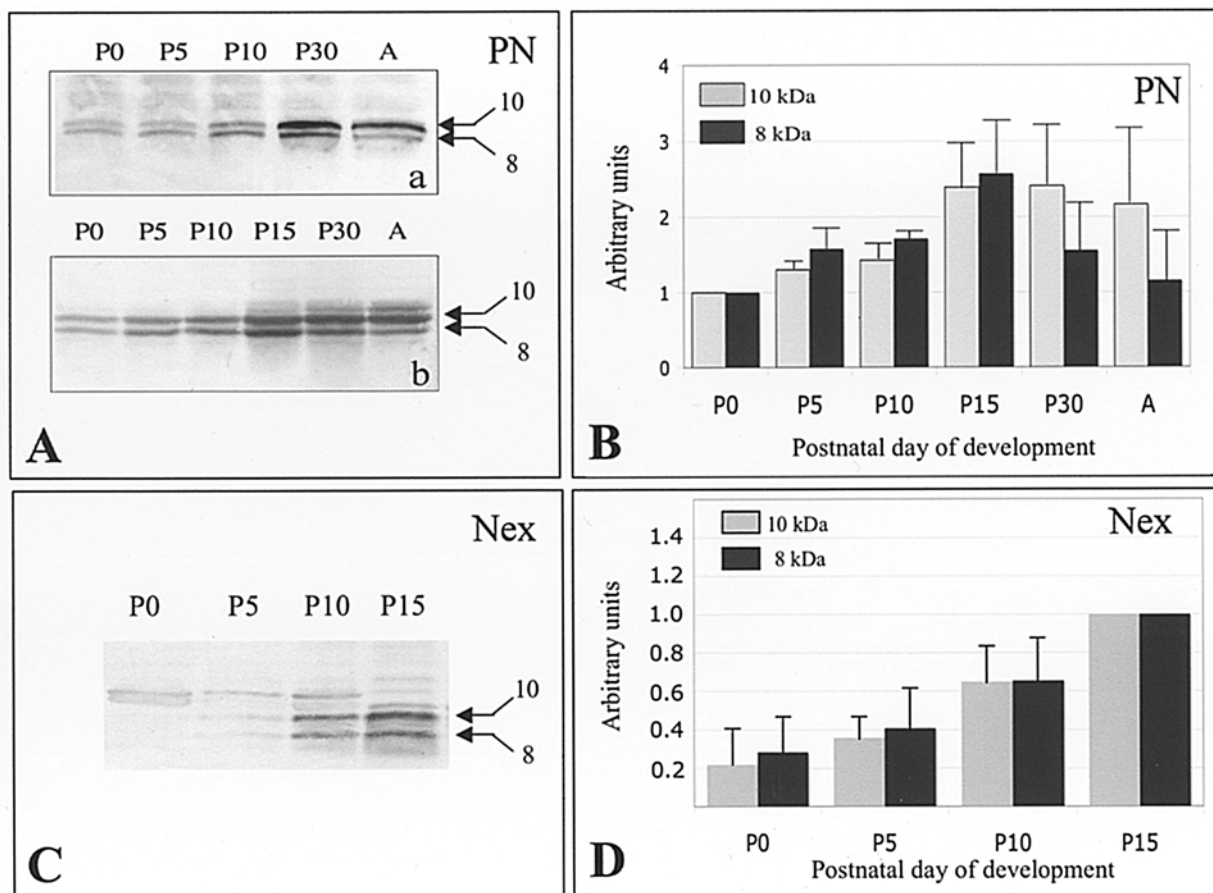 P0 P5 P10 P30 A PN
10
8
a
P0 P5 P10 P15 P30 A
10
8
b
A
4
3
2
1
0
Arbitrary units
10 kDa
8 kDa
PN
P0 P5 P10 P15 P30 A
Postnatal day of development
B
Nex
P0 P5 P10 P15
10
8
C
1.4
1.2
1.0
0.8
0.6
0.4
0.2
Arbitrary units
10 kDa
8 kDa
Nex
P0 P5 P10 P15
Postnatal day of development
D